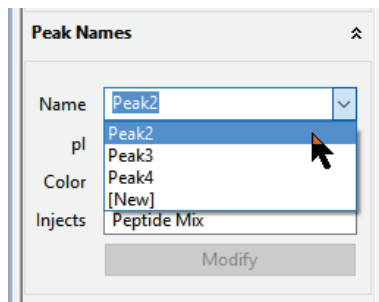 Peak Names
Name Peak2
Peak2
pI
Peak3
Color Peak4
[New]
Injects Peptide Mix
Modify